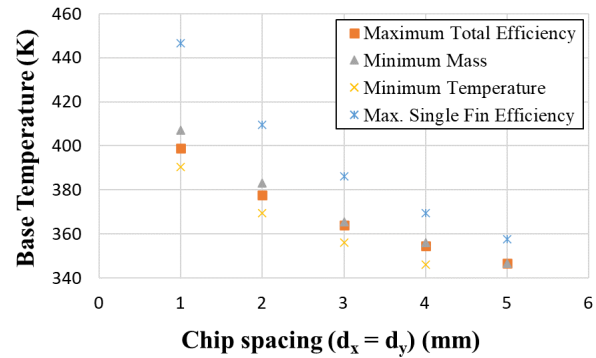 460
440
420
400
380
360
340
0
1
2
3
4
5
6
Base Temperature (K)
Chip spacing (dₓ = dᵧ) (mm)
Maximum Total Efficiency
Minimum Mass
Minimum Temperature
Max. Single Fin Efficiency